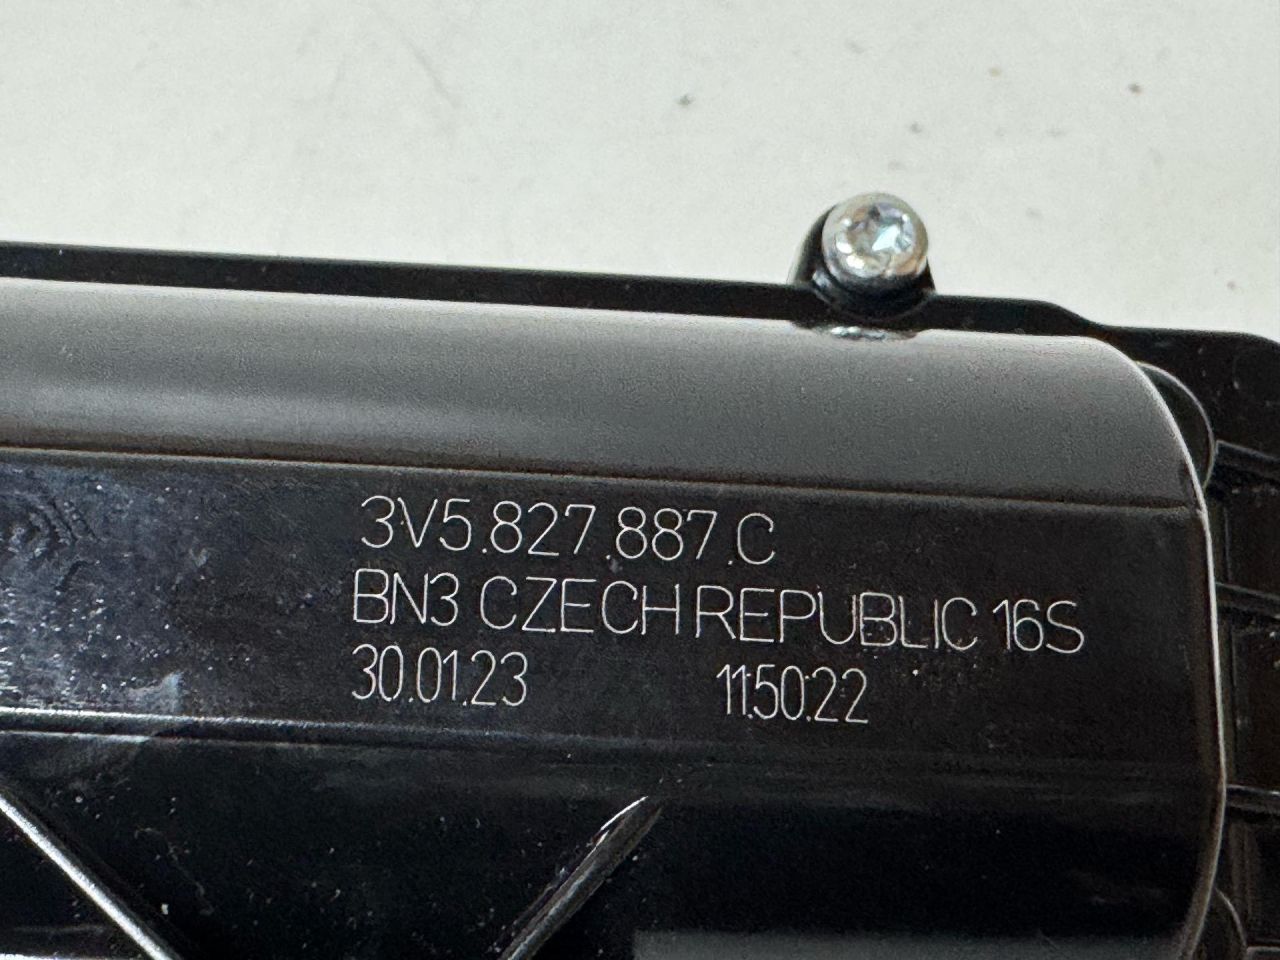 3V5.827.887.C
BN3 CZECH REPUBLIC 16S
30.01.23 11:50:22